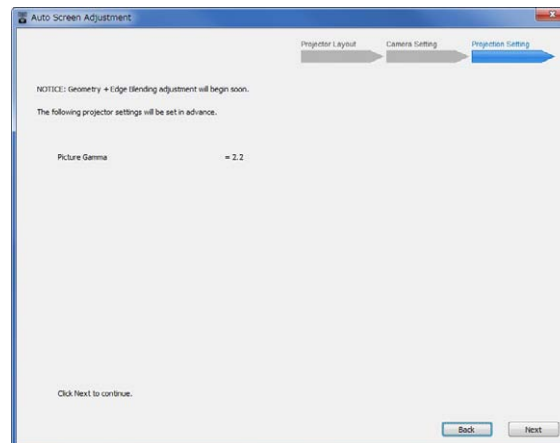 Auto Screen Adjustment
Projector Layout Camera Setting Projection Setting
NOTICE: Geometry + Edge Blending adjustment will begin soon.
The following projector settings will be set in advance.
Picture Gamma = 2.2
Click Next to continue.
Back Next